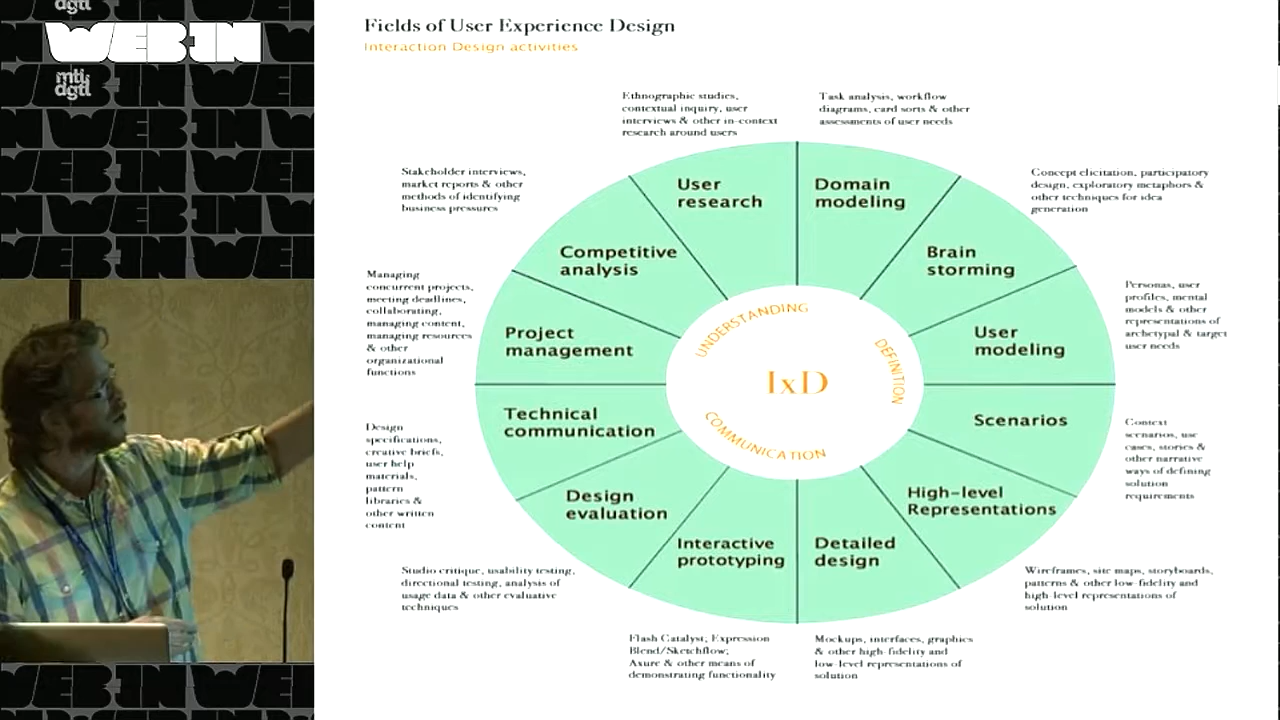 dgtl
WEBIN
mti,
dgtl
Fields of User Experience Design
Interaction Design activities
Ethnographic studies,
contextual inquiry, user
interviews & other in-context
research around users
Task analysis, workflow
diagrams, card sorts & other
assessments of user needs
Stakeholder interviews,
market reports & other
methods of identifying
business pressures
Concept elicitation, participatory
design, exploratory metaphors &
other techniques for idea
generation
User
research
Domain
modeling
Competitive
analysis
Brain
storming
Managing
concurrent projects,
meeting deadlines,
collaborating,
managing content,
managing resources
& other
organizational
functions
Personas, user
profiles, mental
models & other
representations of
archetypal & target
user needs
Project
management
User
modeling
UNDERSTANDING
DEFINITION
IxD
COMMUNICATION
Technical
communication
Scenarios
Design
specifications,
creative briefs,
user help
materials,
pattern
libraries &
other written
content
Context
scenarios, use
cases, stories &
other narrative
ways of defining
solution
requirements
Design
evaluation
High-level
Representations
Interactive
prototyping
Detailed
design
Studio critique, usability testing,
directional testing, analysis of
usage data & other evaluative
techniques
Wireframes, site maps, storyboards,
patterns & other low-fidelity and
high-level representations of
solution
Flash Catalyst; Expression
Blend/Sketchflow;
Axure & other means of
demonstrating functionality
Mockups, interfaces, graphics
& other high-fidelity and
low-level representations of
solution